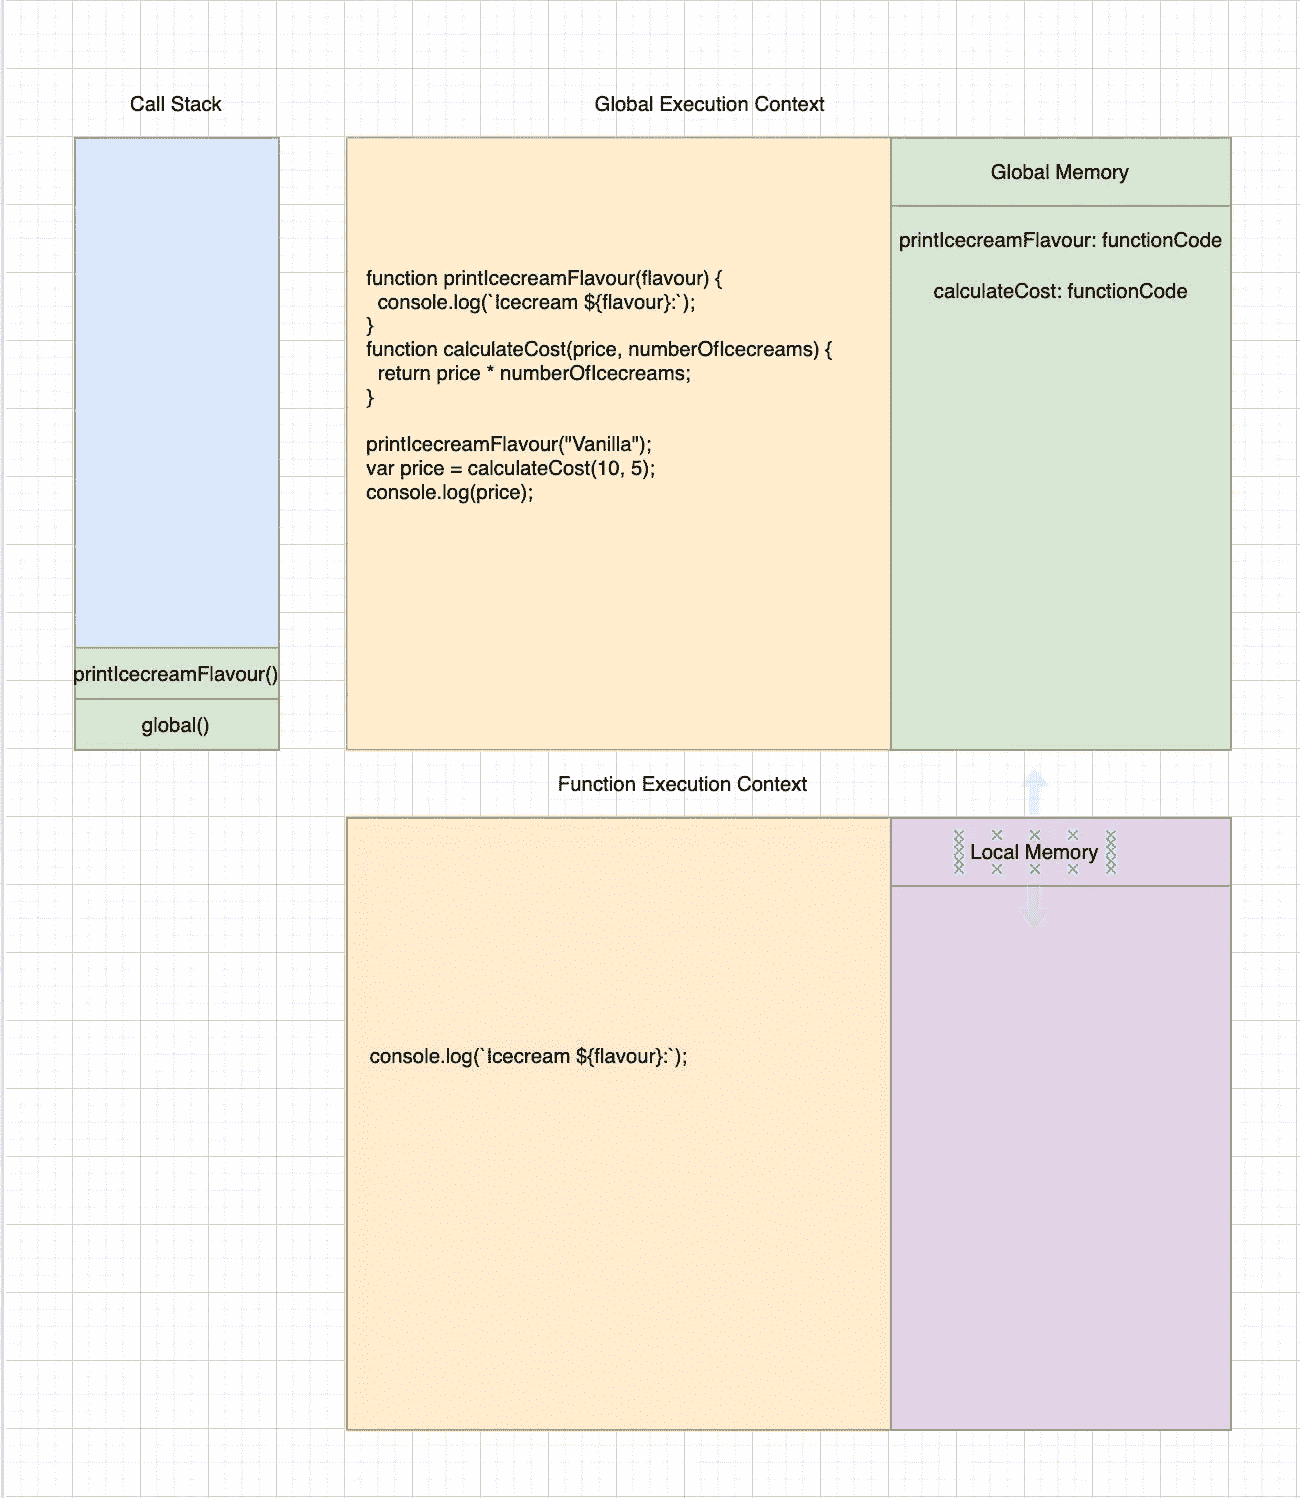 Call Stack
Global Execution Context
Global Memory
printIcecreamFlavour: functionCode
calculateCost: functionCode
function printIcecreamFlavour(flavour) {
  console.log(`Icecream ${flavour}:`);
}
function calculateCost(price, numberOfIcecreams) {
  return price * numberOfIcecreams;
}
printIcecreamFlavour("Vanilla");
var price = calculateCost(10, 5);
console.log(price);
printIcecreamFlavour()
global()
Function Execution Context
Local Memory
console.log(`Icecream ${flavour}:`);